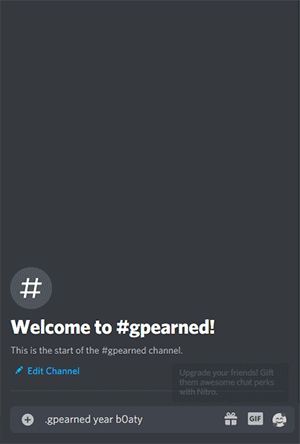 #
Welcome to #gpearned!
This is the start of the #gpearned channel.
Edit Channel
Upgrade your friends! Gift
them awesome chat perks
with Nitro.
.gpearned year b0aty
GIF